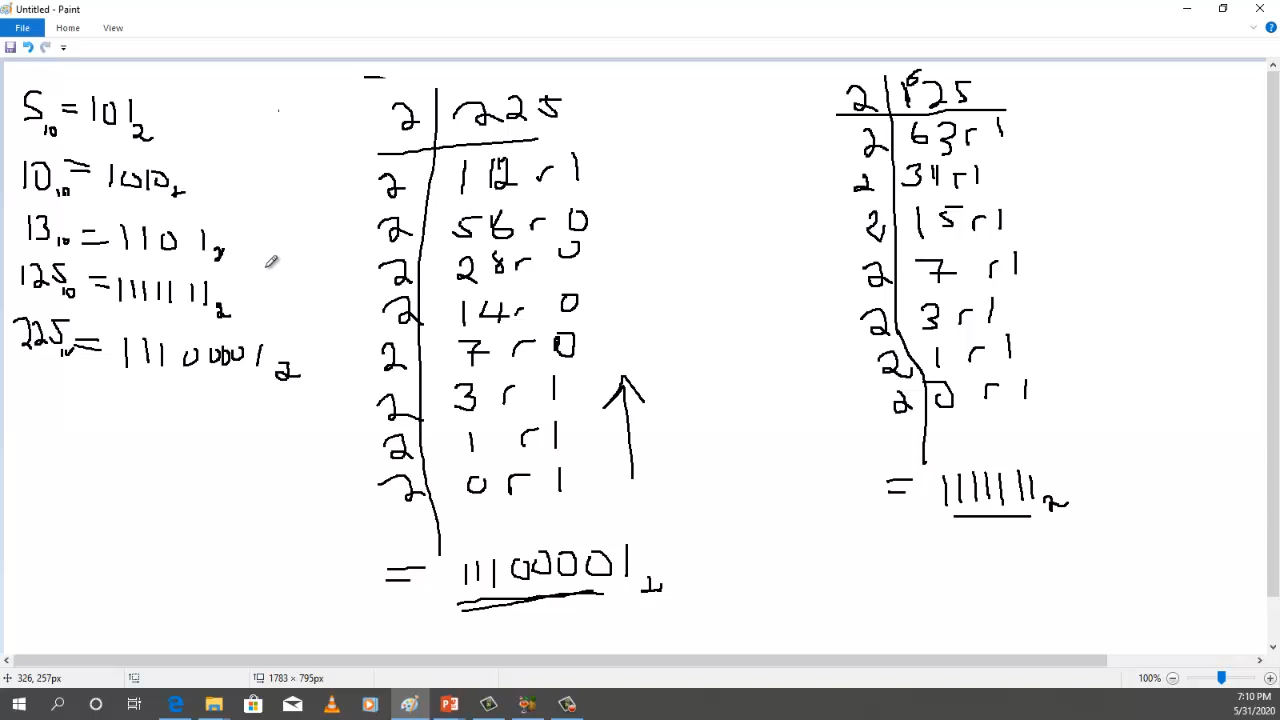 Untitled - Paint
File Home View
5₁₀ = 101₂
10₁₀ = 1010₂
13₁₀ = 1101₂
125₁₀ = 1111111₂
225₁₀ = 11100001₂
2 225
2 112 r 1
2 56 r 0
2 28 r 0
2 14 r 0
2 7 r 0
2 3 r 1
2 1 r 1
2 0 r 1
= 11100001₂
2 125
2 63 r 1
2 31 r 1
2 15 r 1
2 7 r 1
2 3 r 1
2 1 r 1
2 0 r 1
= 1111111₂
326, 257px
1783 × 795px
100%
7:10 PM
5/31/2020